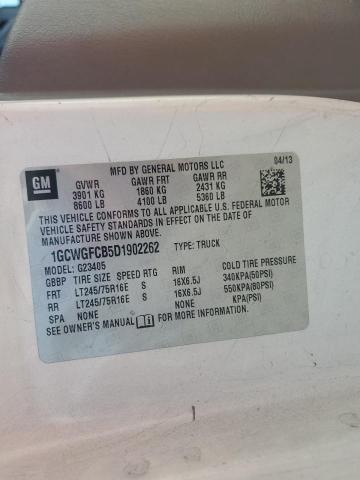 MFD BY GENERAL MOTORS LLC 04/13
GM GVWR GAWR FRT GAWR RR
3901 KG 1860 KG 2431 KG
8600 LB 4100 LB 5360 LB
THIS VEHICLE CONFORMS TO ALL APPLICABLE U.S. FEDERAL MOTOR
VEHICLE SAFETY STANDARDS IN EFFECT ON THE DATE OF
MANUFACTURE SHOWN ABOVE.
1GCWGFCB5D1902262 TYPE: TRUCK
MODEL: G23405
GBBP TIRE SIZE SPEED RTG RIM COLD TIRE PRESSURE
FRT LT245/75R16E S 16X6.5J 340KPA(50PSI)
RR LT245/75R16E S 16X6.5J 550KPA(80PSI)
SPA NONE NONE KPA(PSI)
SEE OWNER'S MANUAL FOR ADDITIONAL INFORMATION.